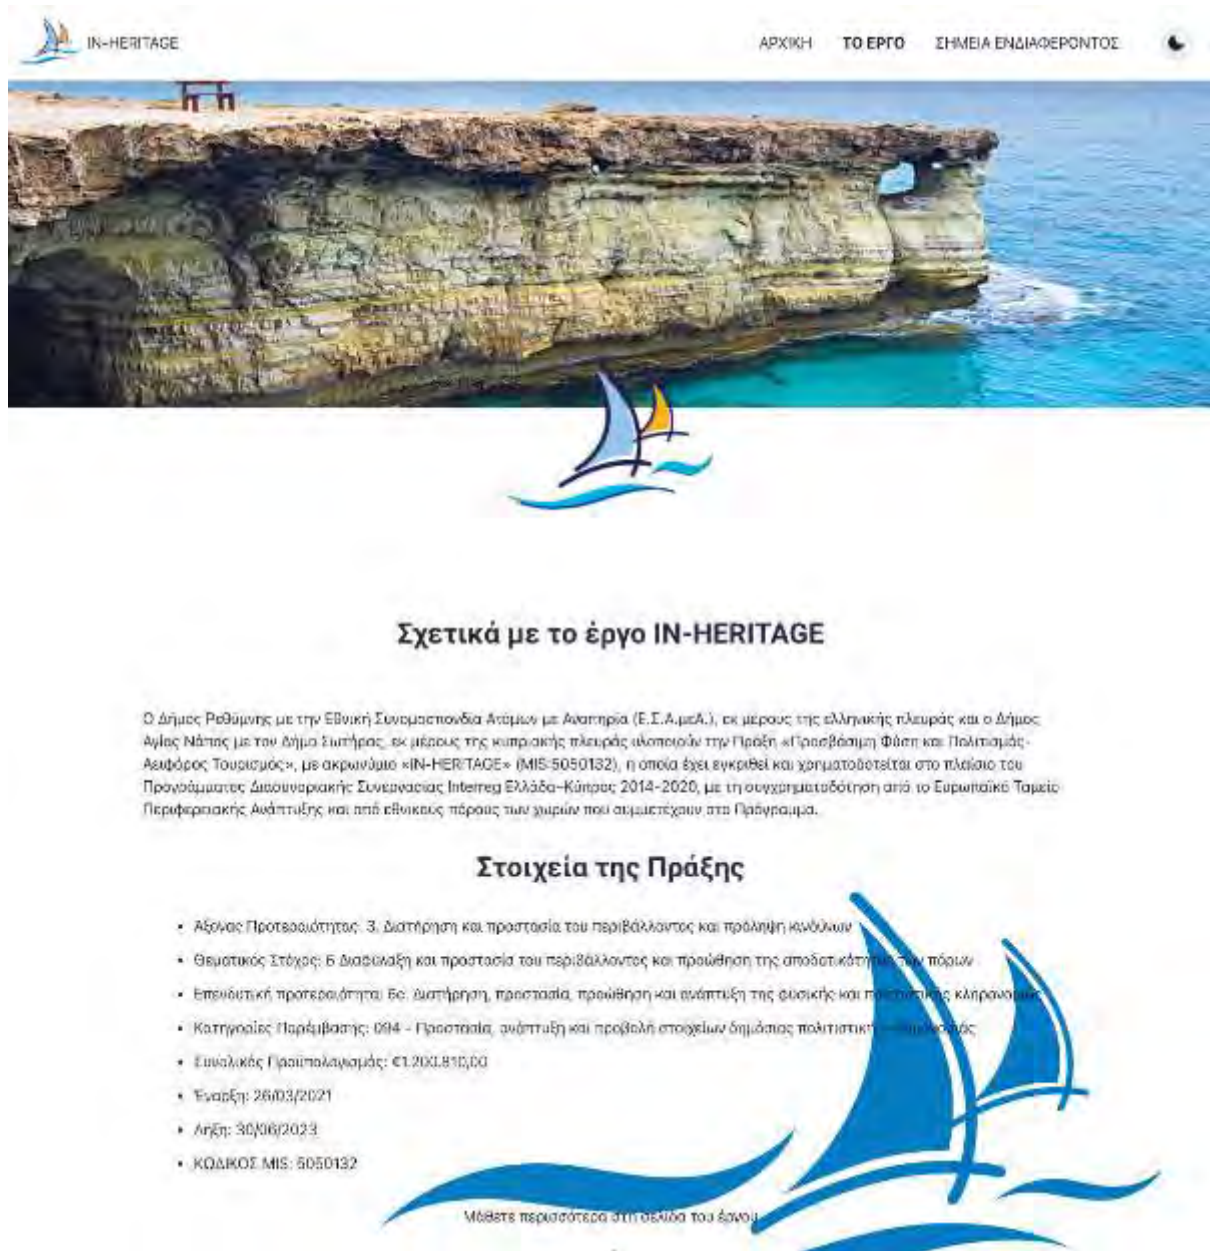 IN-HERITAGE
ΑΡΧΙΚΗ ΤΟ ΕΡΓΟ ΣΗΜΕΙΑ ΕΝΔΙΑΦΕΡΟΝΤΟΣ
Σχετικά με το έργο IN-HERITAGE
Ο Δήμος Ρεθύμνης με την Εθνική Συνομοσπονδία Ατόμων με Αναπηρία (Ε.Σ.Α.μεΑ.), εκ μέρους της ελληνικής πλευράς και ο Δήμος
Αγίας Νάπας με τον Δήμο Σωτήρας, εκ μέρους της κυπριακής πλευράς υλοποιούν την Πράξη «Προσβάσιμη Φύση και Πολιτισμός-
Αειφόρος Τουρισμός», με ακρωνύμιο «IN-HERITAGE» (MIS:5050132), η οποία έχει εγκριθεί και χρηματοδοτείται στο πλαίσιο του
Προγράμματος Διασυνοριακής Συνεργασίας Interreg Ελλάδα–Κύπρος 2014-2020, με τη συγχρηματοδότηση από το Ευρωπαϊκό Ταμείο
Περιφερειακής Ανάπτυξης και από εθνικούς πόρους των χωρών που συμμετέχουν στο Πρόγραμμα.
Στοιχεία της Πράξης
• Άξονας Προτεραιότητας: 3. Διατήρηση και προστασία του περιβάλλοντος και πρόληψη κινδύνων
• Θεματικός Στόχος: 6 Διαφύλαξη και προστασία του περιβάλλοντος και προώθηση της αποδοτικότητας των πόρων
• Επενδυτική προτεραιότητα: 6c. Διατήρηση, προστασία, προώθηση και ανάπτυξη της φυσικής και πολιτιστικής κληρονομιάς
• Κατηγορίες Παρέμβασης: 094 - Προστασία, ανάπτυξη και προβολή στοιχείων δημόσιας πολιτιστικής κληρονομιάς
• Συνολικός Προϋπολογισμός: €1.200.810,00
• Έναρξη: 26/03/2021
• Λήξη: 30/06/2023
• ΚΩΔΙΚΟΣ MIS: 5050132
Μάθετε περισσότερα στη σελίδα του έργου